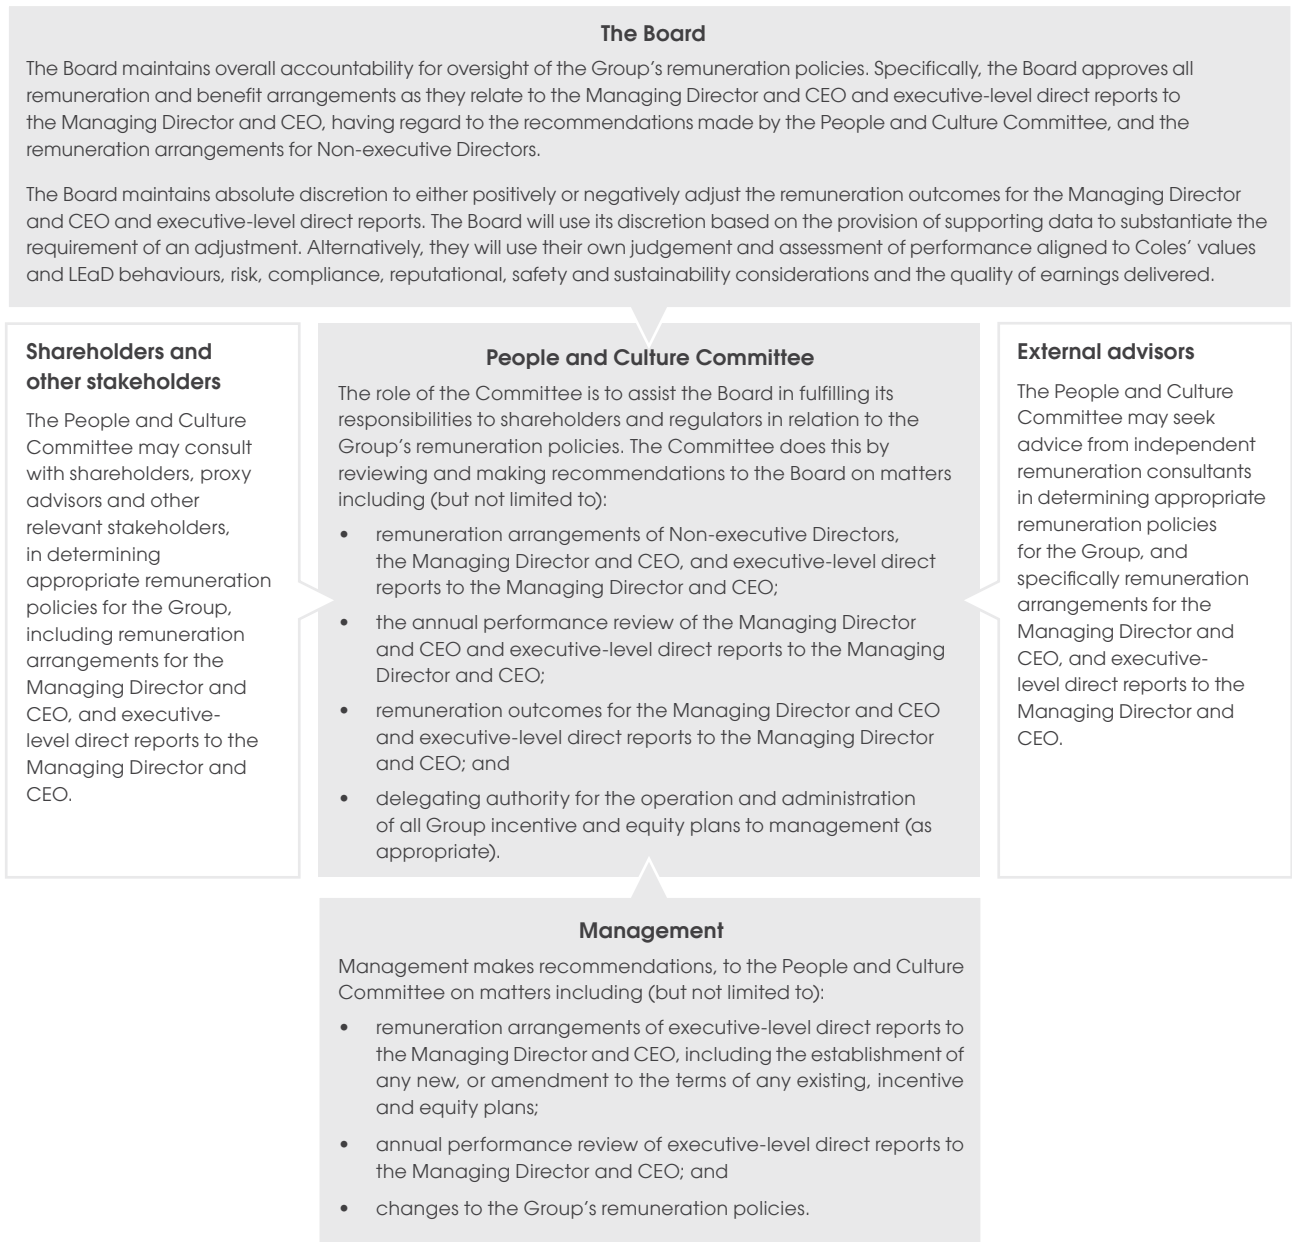 The Board
The Board maintains overall accountability for oversight of the Group's remuneration policies. Specifically, the Board approves all
remuneration and benefit arrangements as they relate to the Managing Director and CEO and executive-level direct reports to
the Managing Director and CEO, having regard to the recommendations made by the People and Culture Committee, and the
remuneration arrangements for Non-executive Directors.
The Board maintains absolute discretion to either positively or negatively adjust the remuneration outcomes for the Managing Director
and CEO and executive-level direct reports. The Board will use its discretion based on the provision of supporting data to substantiate the
requirement of an adjustment. Alternatively, they will use their own judgement and assessment of performance aligned to Coles' values
and LEaD behaviours, risk, compliance, reputational, safety and sustainability considerations and the quality of earnings delivered.
Shareholders and
other stakeholders
The People and Culture
Committee may consult
with shareholders, proxy
advisors and other
relevant stakeholders,
in determining
appropriate remuneration
policies for the Group,
including remuneration
arrangements for the
Managing Director and
CEO, and executive-
level direct reports to the
Managing Director and
CEO.
People and Culture Committee
The role of the Committee is to assist the Board in fulfilling its
responsibilities to shareholders and regulators in relation to the
Group's remuneration policies. The Committee does this by
reviewing and making recommendations to the Board on matters
including (but not limited to):
• remuneration arrangements of Non-executive Directors,
the Managing Director and CEO, and executive-level direct
reports to the Managing Director and CEO;
• the annual performance review of the Managing Director
and CEO and executive-level direct reports to the Managing
Director and CEO;
• remuneration outcomes for the Managing Director and CEO
and executive-level direct reports to the Managing Director
and CEO; and
• delegating authority for the operation and administration
of all Group incentive and equity plans to management (as
appropriate).
External advisors
The People and Culture
Committee may seek
advice from independent
remuneration consultants
in determining appropriate
remuneration policies
for the Group, and
specifically remuneration
arrangements for the
Managing Director and
CEO, and executive-
level direct reports to the
Managing Director and
CEO.
Management
Management makes recommendations, to the People and Culture
Committee on matters including (but not limited to):
• remuneration arrangements of executive-level direct reports to
the Managing Director and CEO, including the establishment of
any new, or amendment to the terms of any existing, incentive
and equity plans;
• annual performance review of executive-level direct reports to
the Managing Director and CEO; and
• changes to the Group's remuneration policies.